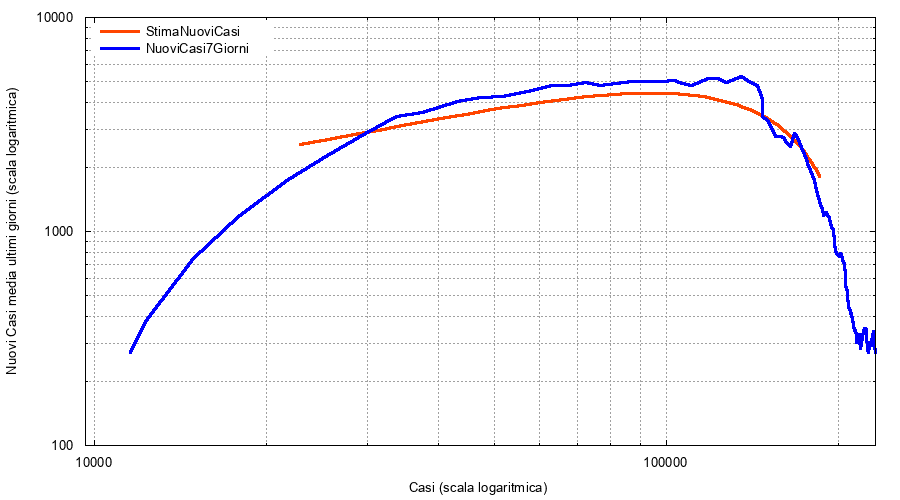 10000
StimaNuoviCasi
NuoviCasi7Giorni
Nuovi Casi media ultimi giorni (scala logaritmica)
1000
100
10000
100000
Casi (scala logaritmica)